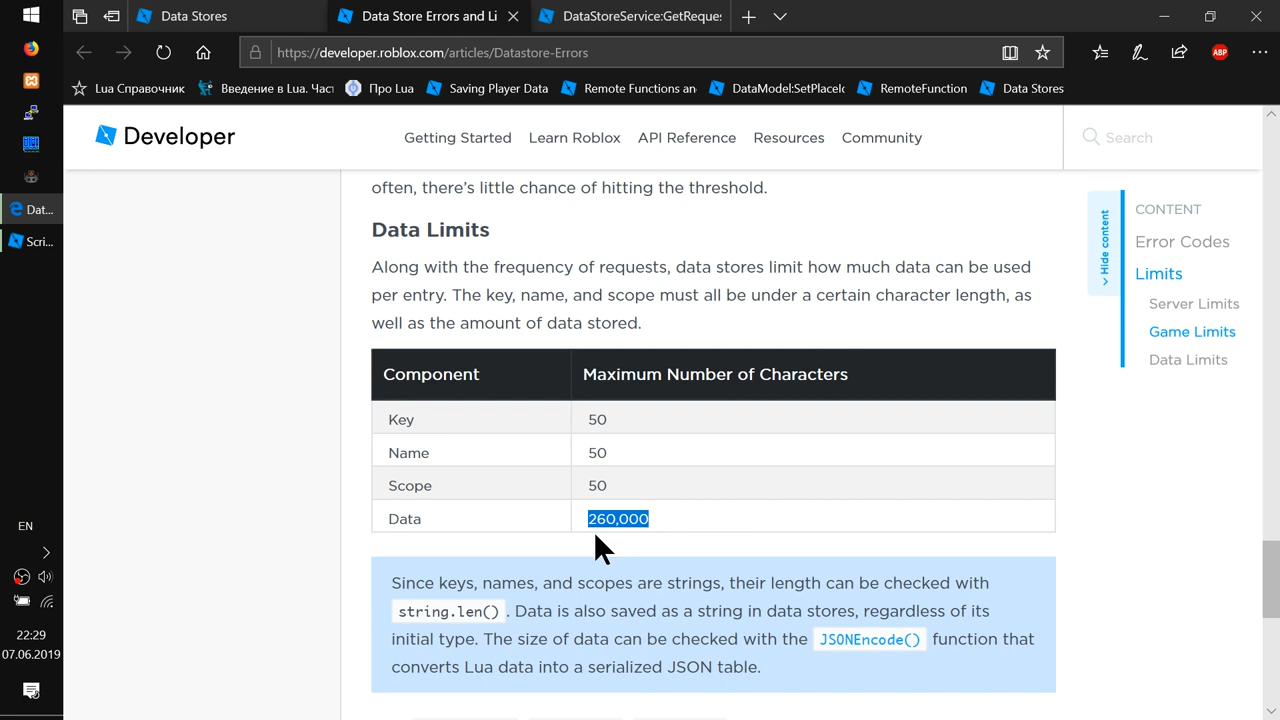 Data Stores
Data Store Errors and Li
DataStoreService:GetReques
https://developer.roblox.com/articles/Datastore-Errors
ABP
Lua Справочник
Введение в Lua. Част
Про Lua
Saving Player Data
Remote Functions an
DataModel:SetPlaceId
RemoteFunction
Data Stores
Developer
Getting Started
Learn Roblox
API Reference
Resources
Community
Search
often, there's little chance of hitting the threshold.
Data Limits
Along with the frequency of requests, data stores limit how much data can be used
per entry. The key, name, and scope must all be under a certain character length, as
well as the amount of data stored.
Component Maximum Number of Characters
Key 50
Name 50
Scope 50
Data 260,000
Since keys, names, and scopes are strings, their length can be checked with
string.len() . Data is also saved as a string in data stores, regardless of its
initial type. The size of data can be checked with the JSONEncode() function that
converts Lua data into a serialized JSON table.
Hide content
CONTENT
Error Codes
Limits
Server Limits
Game Limits
Data Limits
Dat...
Scri...
EN
22:29
07.06.2019